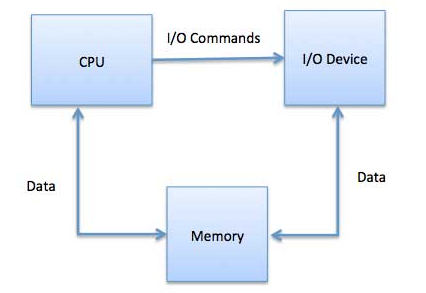 I/O Commands
CPU
I/O Device
Data
Data
Memory